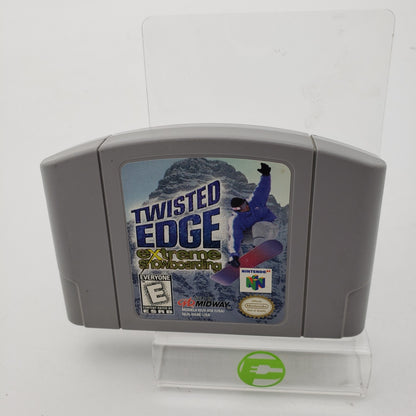 TWISTED
EDGE
extreme
snowboarding
EVERYONE
E
ESRB
NINTENDO 64
MIDWAY